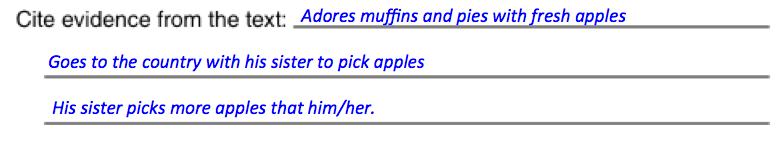 Cite evidence from the text: Adores muffins and pies with fresh apples
Goes to the country with his sister to pick apples
His sister picks more apples that him/her.